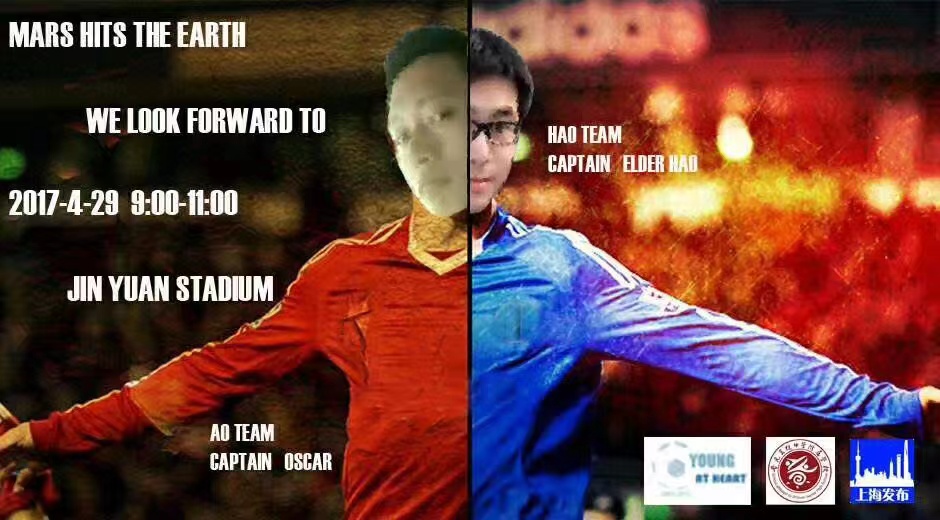 MARS HITS THE EARTH
WE LOOK FORWARD TO
2017-4-29 9:00-11:00
JIN YUAN STADIUM
AO TEAM
CAPTAIN OSCAR
HAO TEAM
CAPTAIN ELDER HAO
YOUNG
AT HEART
上海发布